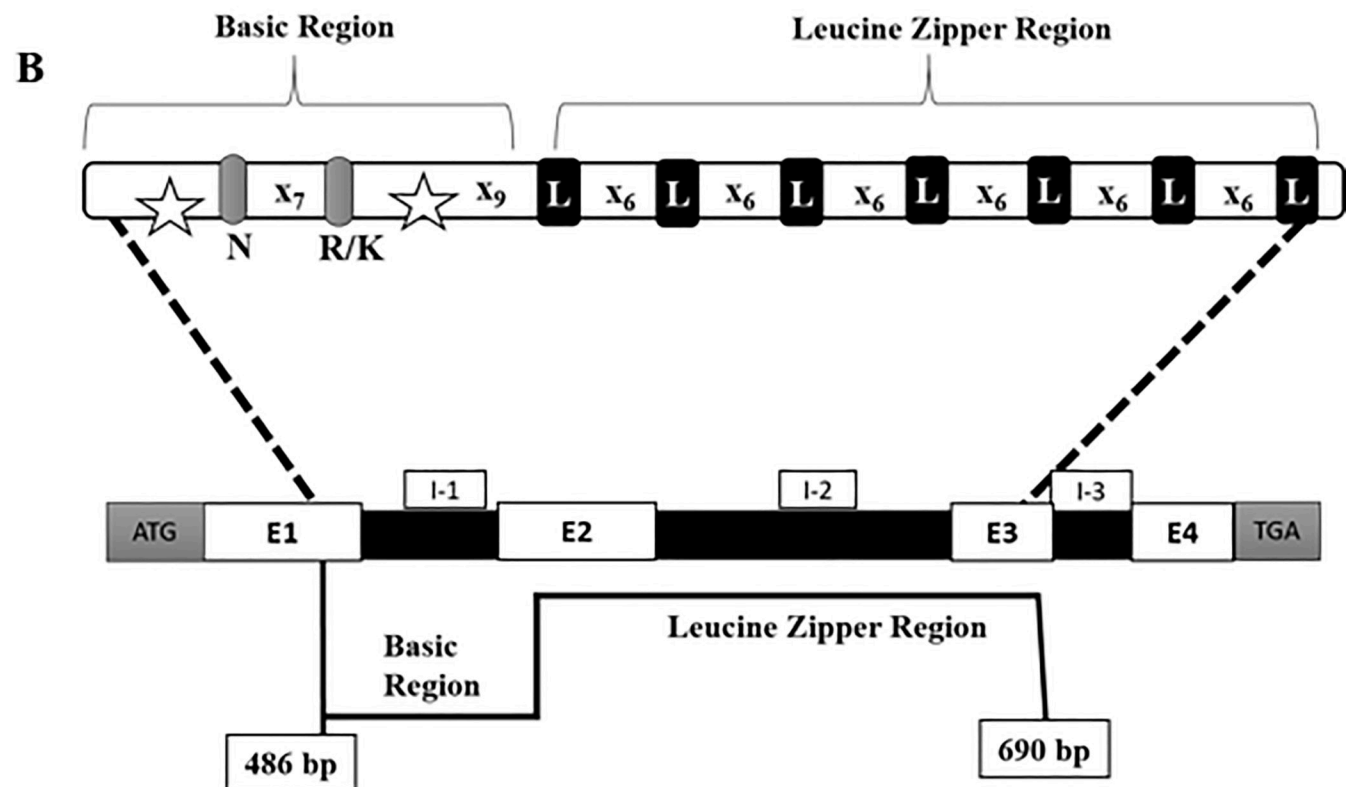 B
Basic Region
Leucine Zipper Region
x7 x9 L x6 L x6 L x6 L x6 L x6 L x6 L
N R/K
I-1 I-2 I-3
ATG E1 E2 E3 E4 TGA
Basic
Region
Leucine Zipper Region
486 bp
690 bp